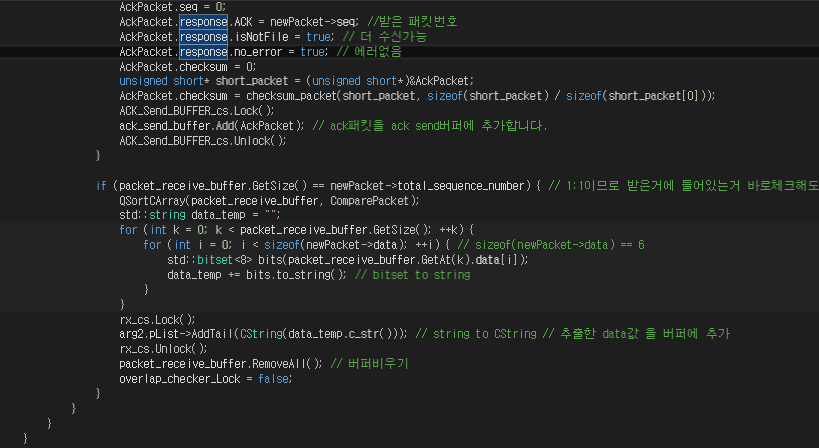 AckPacket.seq = 0;
AckPacket.response.ACK = newPacket->seq; //받은 패킷번호
AckPacket.response.isNotFile = true; // 더 수신가능
AckPacket.response.no_error = true; // 에러없음
AckPacket.checksum = 0;
unsigned short* short_packet = (unsigned short*)&AckPacket;
AckPacket.checksum = checksum_packet(short_packet, sizeof(short_packet) / sizeof(short_packet[0]));
ACK_Send_BUFFER_cs.Lock();
ack_send_buffer.Add(AckPacket); // ack패킷을 ack send버퍼에 추가합니다.
ACK_Send_BUFFER_cs.Unlock();
}
if (packet_receive_buffer.GetSize() == newPacket->total_sequence_number) { // 1:1이므로 받은거에 들어있는거 바로체크해도
QSortCArray(packet_receive_buffer, ComparePacket);
std::string data_temp = "";
for (int k = 0; k < packet_receive_buffer.GetSize(); ++k) {
for (int i = 0; i < sizeof(newPacket->data); ++i) { // sizeof(newPacket->data) == 6
std::bitset<8> bits(packet_receive_buffer.GetAt(k).data[i]);
data_temp += bits.to_string(); // bitset to string
}
}
rx_cs.Lock();
arg2.pList->AddTail(CString(data_temp.c_str())); // string to CString // 추출한 data값 을 버퍼에 추가
rx_cs.Unlock();
packet_receive_buffer.RemoveAll(); // 버퍼비우기
overlap_checker_Lock = false;
}
}
}
}